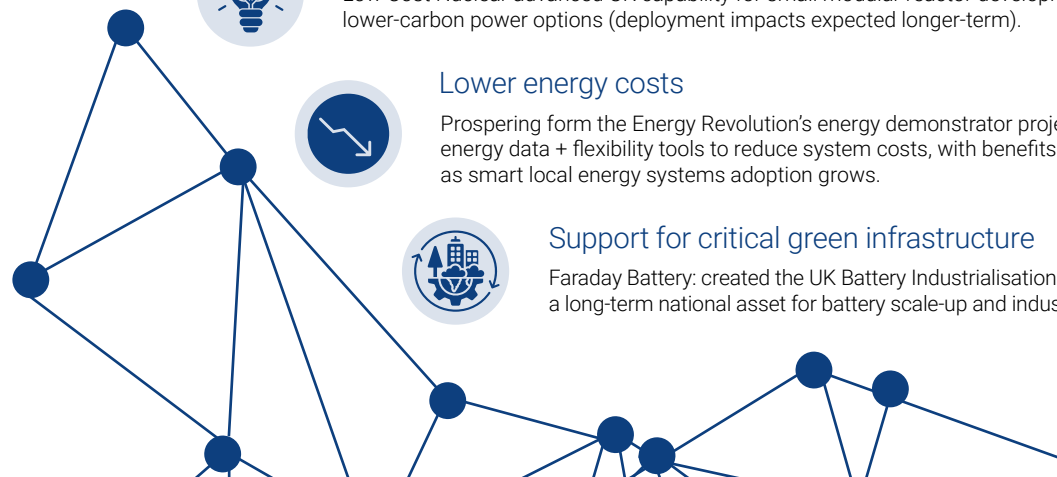 lower-carbon power options (deployment impacts expected longer-term).
Lower energy costs
Prospering form the Energy Revolution's energy demonstrator
energy data + flexibility tools to reduce system costs, with benefits
as smart local energy systems adoption grows.
Support for critical green infrastructure
Faraday Battery: created the UK Battery Industrialisation
a long-term national asset for battery scale-up and